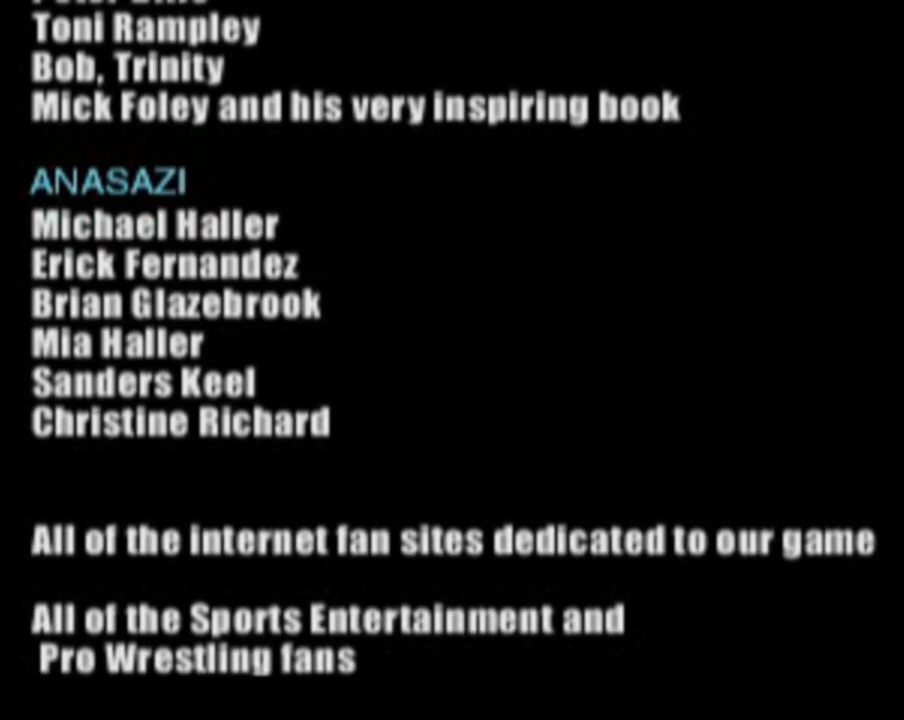 Toni Rampley
Bob, Trinity
Mick Foley and his very inspiring book
ANASAZI
Michael Haller
Erick Fernandez
Brian Glazebrook
Mia Haller
Sanders Keel
Christine Richard
All of the internet fan sites dedicated to our game
All of the Sports Entertainment and
Pro Wrestling fans